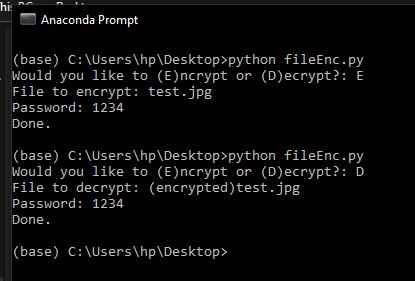 Anaconda Prompt
(base) C:\Users\hp\Desktop>python fileEnc.py
Would you like to (E)ncrypt or (D)ecrypt?: E
File to encrypt: test.jpg
Password: 1234
Done.
(base) C:\Users\hp\Desktop>python fileEnc.py
Would you like to (E)ncrypt or (D)ecrypt?: D
File to decrypt: (encrypted)test.jpg
Password: 1234
Done.
(base) C:\Users\hp\Desktop>